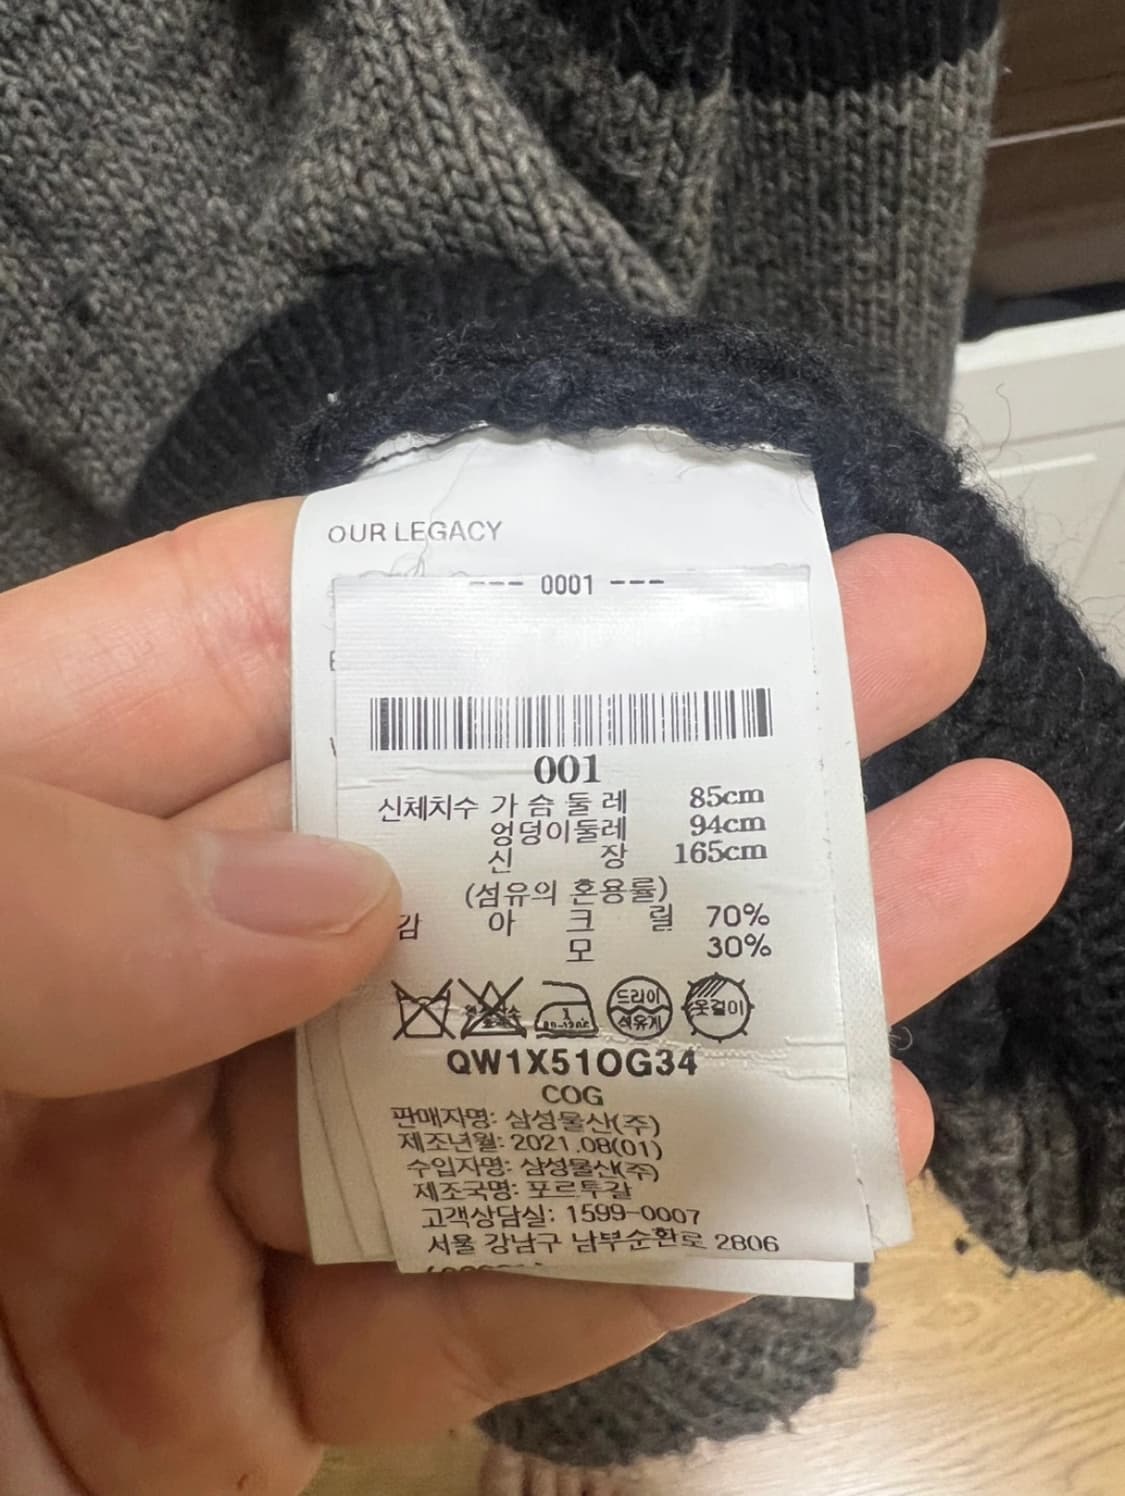 OUR LEGACY
--- 0001 ---
001
신체치수 가 슴 둘 레 85cm
엉덩이둘레 94cm
신 장 165cm
(섬유의 혼용률)
감 아 크 릴 70%
모 30%
드라이
석유계
옷걸이
QW1X51OG34
COG
판매자명: 삼성물산(주)
제조년월: 2021.08(01)
수입자명: 삼성물산(주)
제조국명: 포르투갈
고객상담실: 1599-0007
서울 강남구 남부순환로 2806